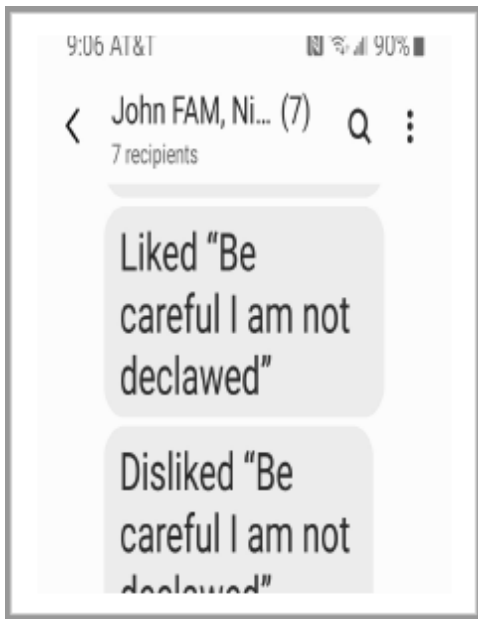 9:06 AT&T 90%
John FAM, Ni... (7)
7 recipients
Liked “Be
careful I am not
declawed”
Disliked “Be
careful I am not
declawed”